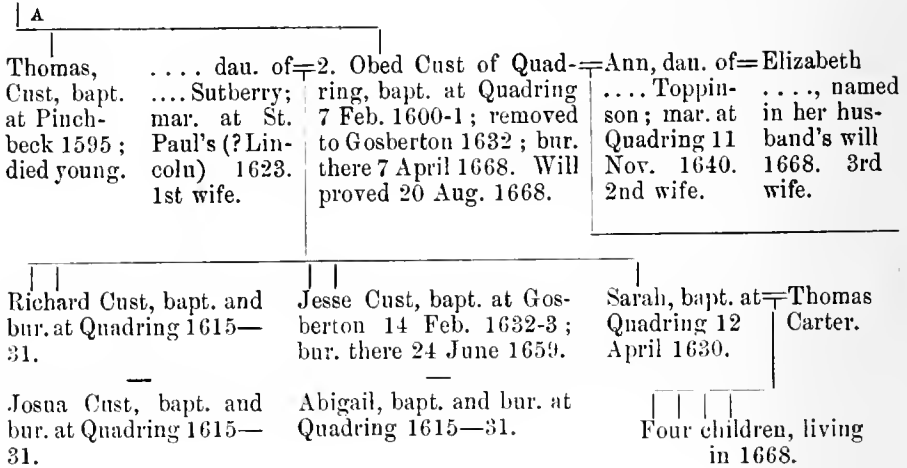 A
Thomas,
Cust, bapt.
at Pinch-
beck 1595 ;
died young.
. . . . dau. of
. . . . Sutberry;
mar. at St.
Paul's (? Lin-
coln) 1623.
1st wife.
=2. Obed Cust of Quad-
ring, bapt. at Quadring
7 Feb. 1600-1 ; removed
to Gosberton 1632 ; bur.
there 7 April 1668. Will
proved 20 Aug. 1668.
=Ann, dau. of
. . . . Toppin-
son ; mar. at
Quadring 11
Nov. 1640.
2nd wife.
=Elizabeth
. . . ., named
in her hus-
band's will
1668. 3rd
wife.
Richard Cust, bapt. and
bur. at Quadring 1615—
31.
Josua Cust, bapt. and
bur. at Quadring 1615—
31.
Jesse Cust, bapt. at Gos-
berton 14 Feb. 1632-3 ;
bur. there 24 June 1659.
Abigail, bapt. and bur. at
Quadring 1615—31.
Sarah, bapt. at
Quadring 12
April 1630.
=Thomas
Carter.
Four children, living
in 1668.